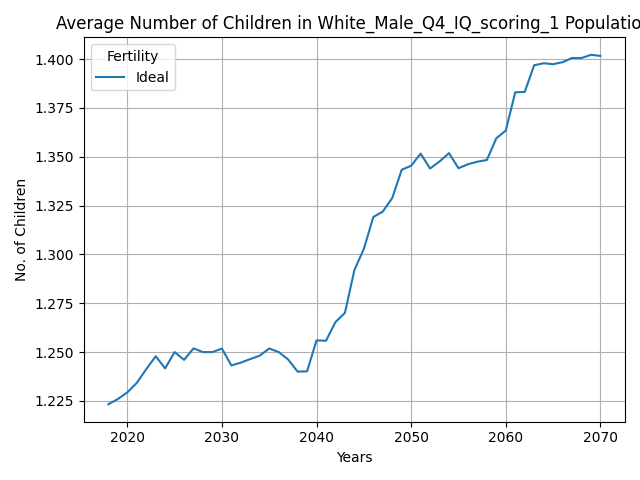 Average Number of Children in White_Male_Q4_IQ_scoring_1 Populatio
Fertility
Ideal
No. of Children
1.400
1.375
1.350
1.325
1.300
1.275
1.250
1.225
2020 2030 2040 2050 2060 2070
Years